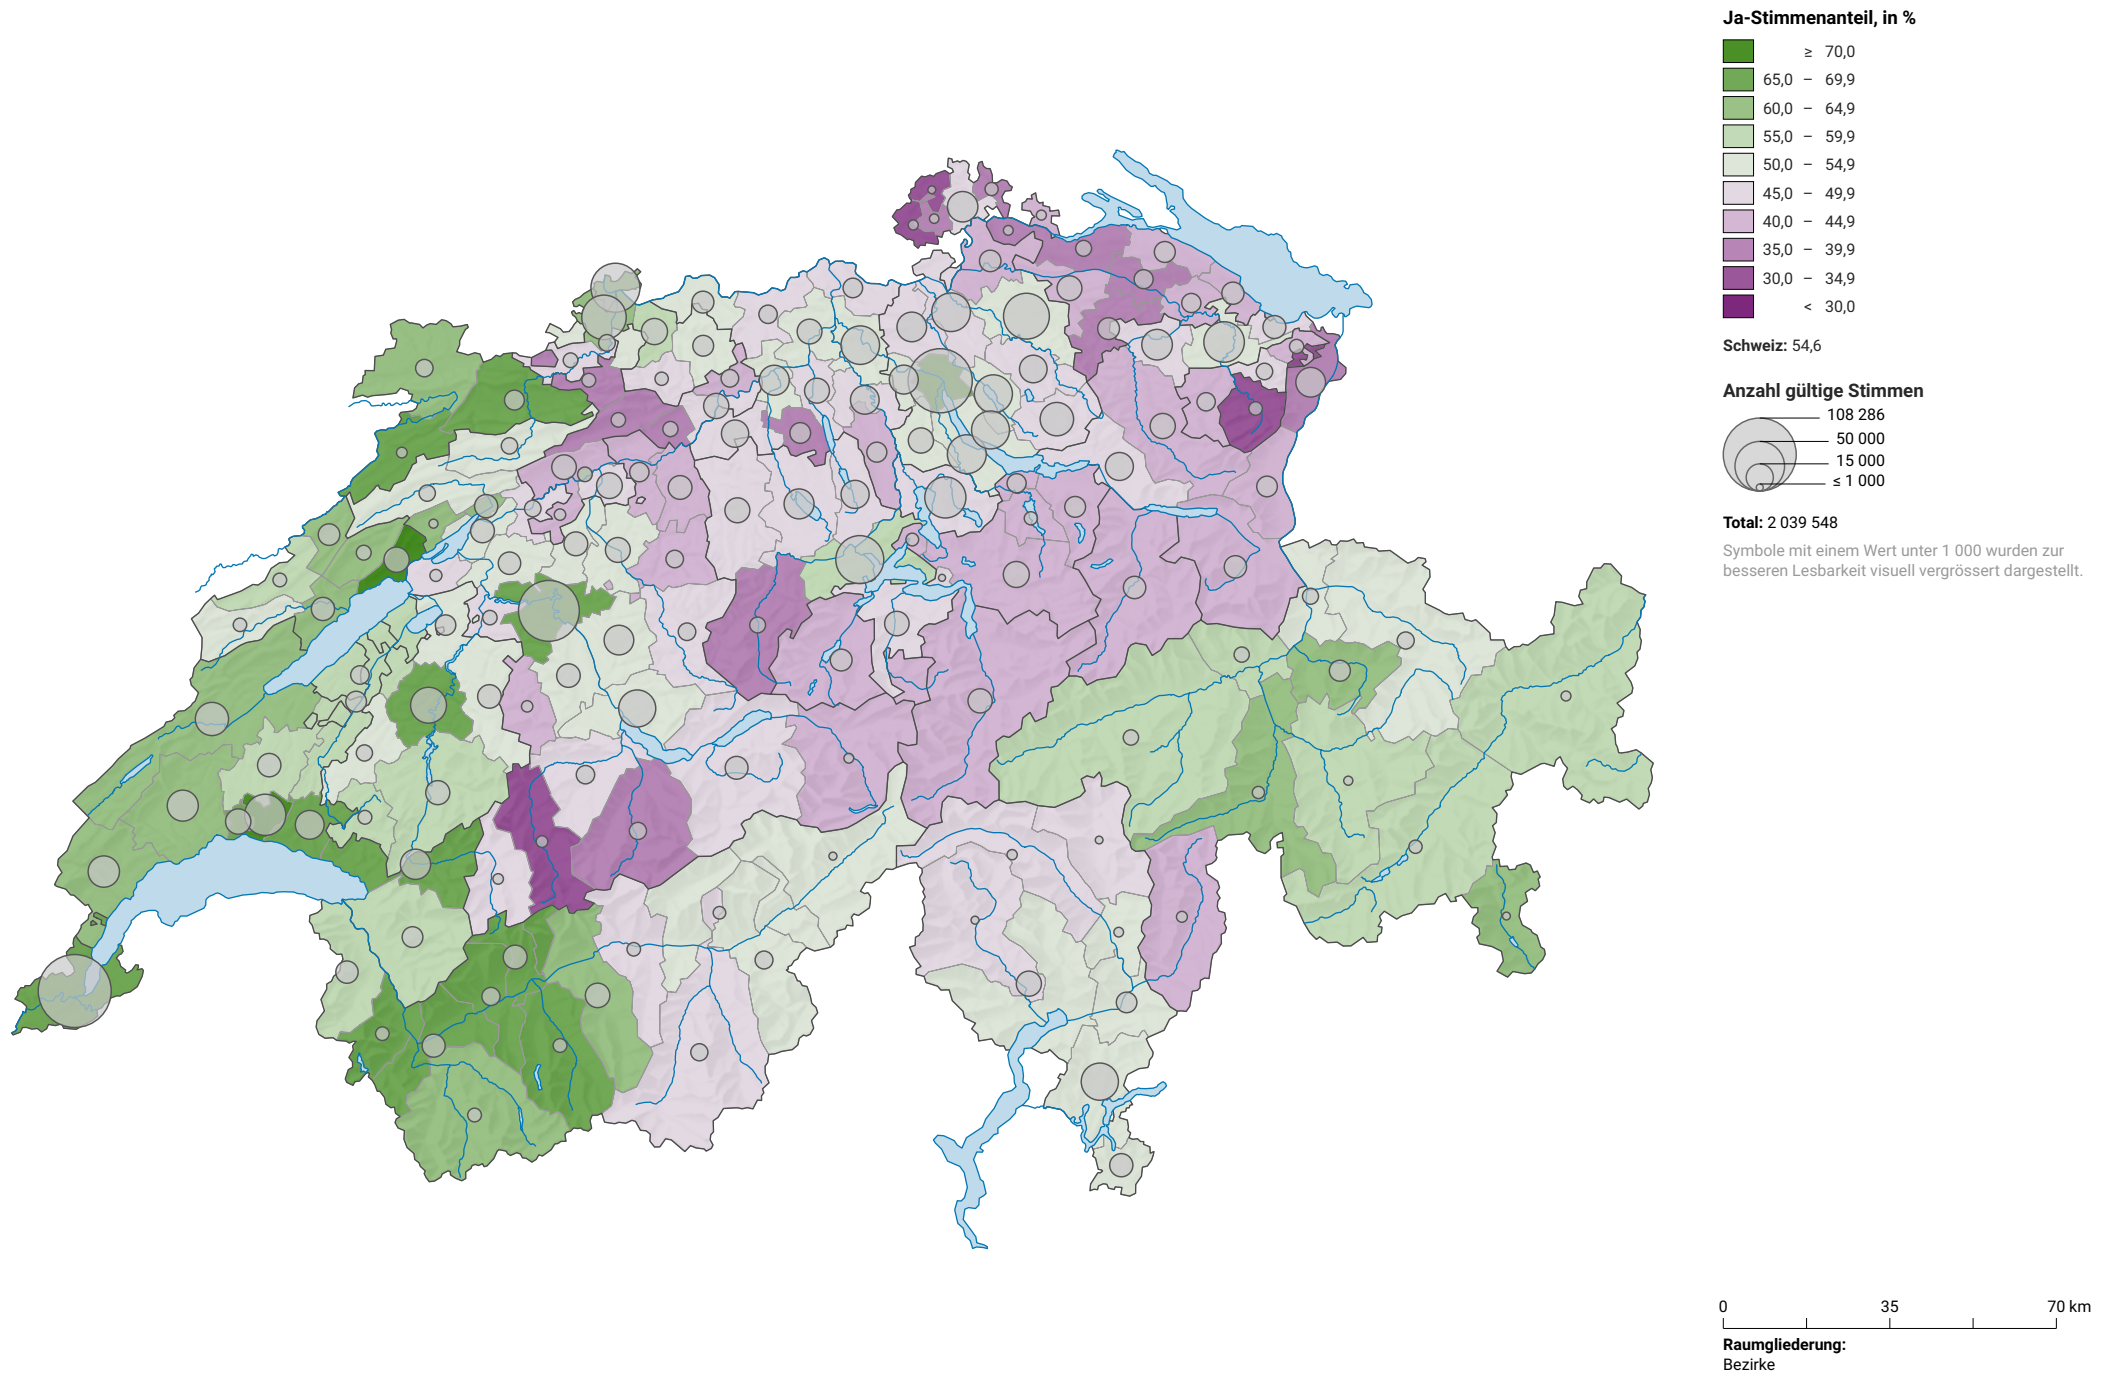 Ja-Stimmenanteil, in %
≥ 70,0
65,0 – 69,9
60,0 – 64,9
55,0 – 59,9
50,0 – 54,9
45,0 – 49,9
40,0 – 44,9
35,0 – 39,9
30,0 – 34,9
< 30,0
Schweiz: 54,6
Anzahl gültige Stimmen
108 286
50 000
15 000
≤ 1 000
Total: 2 039 548
Symbole mit einem Wert unter 1 000 wurden zur
besseren Lesbarkeit visuell vergrössert dargestellt.
0 35 70 km
Raumgliederung:
Bezirke